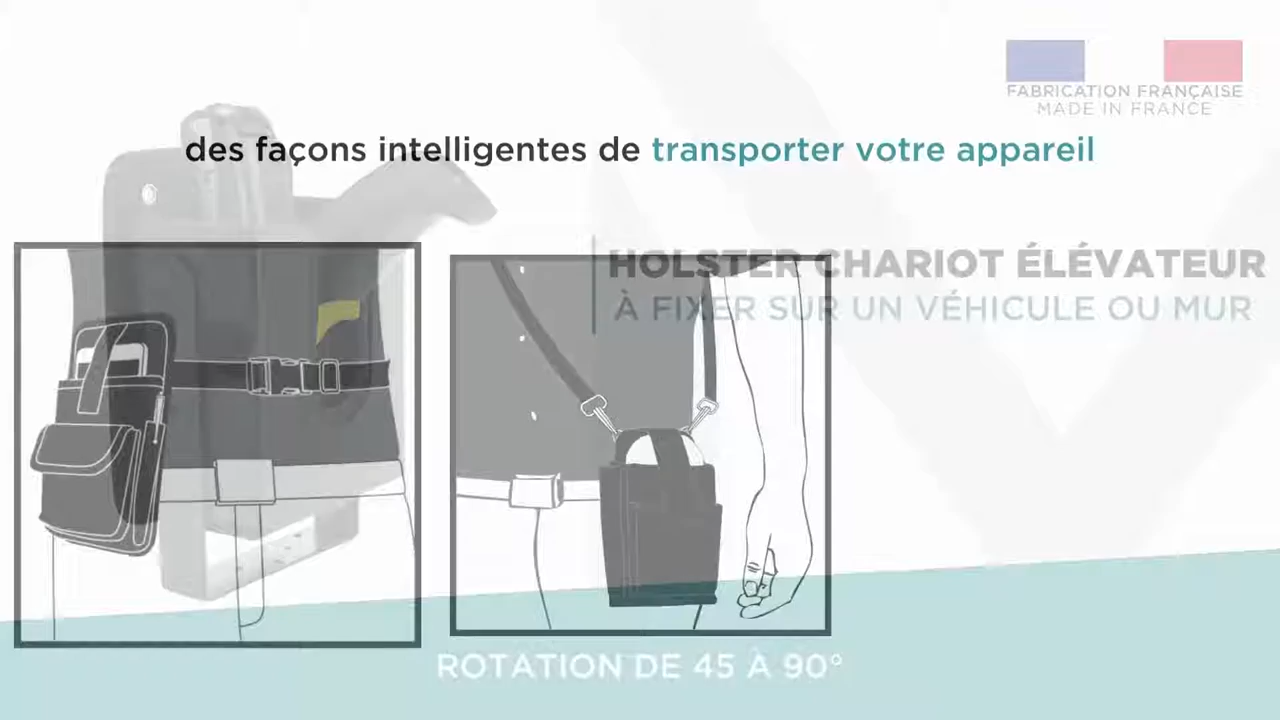 FABRICATION FRANÇAISE
MADE IN FRANCE
des façons intelligentes de transporter votre appareil
HOLSTER CHARIOT ÉLÉVATEUR
À FIXER SUR UN VÉHICULE OU MUR
ROTATION DE 45 À 90°